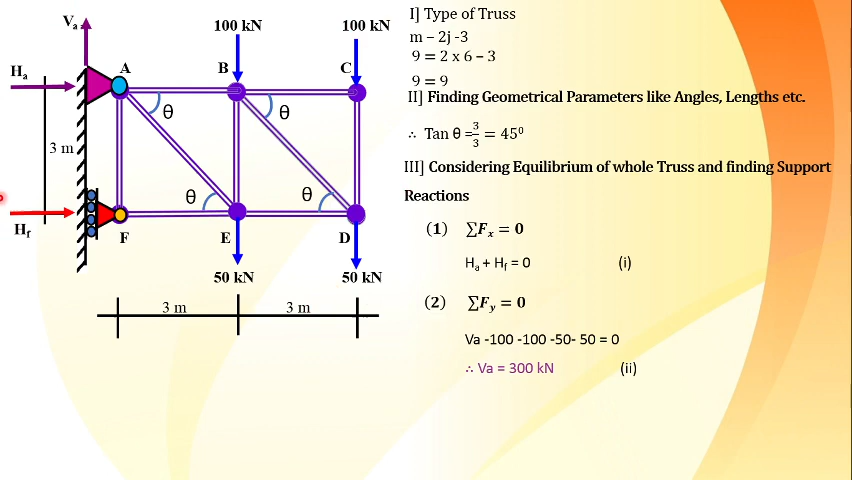 Va
100 kN
100 kN
Ha
A
B
C
θ
θ
3 m
θ
θ
Hf
F
E
D
50 kN
50 kN
3 m
3 m
I] Type of Truss
m – 2j -3
9 = 2 x 6 – 3
9 = 9
II] Finding Geometrical Parameters like Angles, Lengths etc.
∴ Tan θ =3/3 = 45⁰
III] Considering Equilibrium of whole Truss and finding Support
Reactions
(1) ∑Fₓ = 0
Ha + Hf = 0 (i)
(2) ∑Fy = 0
Va -100 -100 -50- 50 = 0
∴ Va = 300 kN (ii)